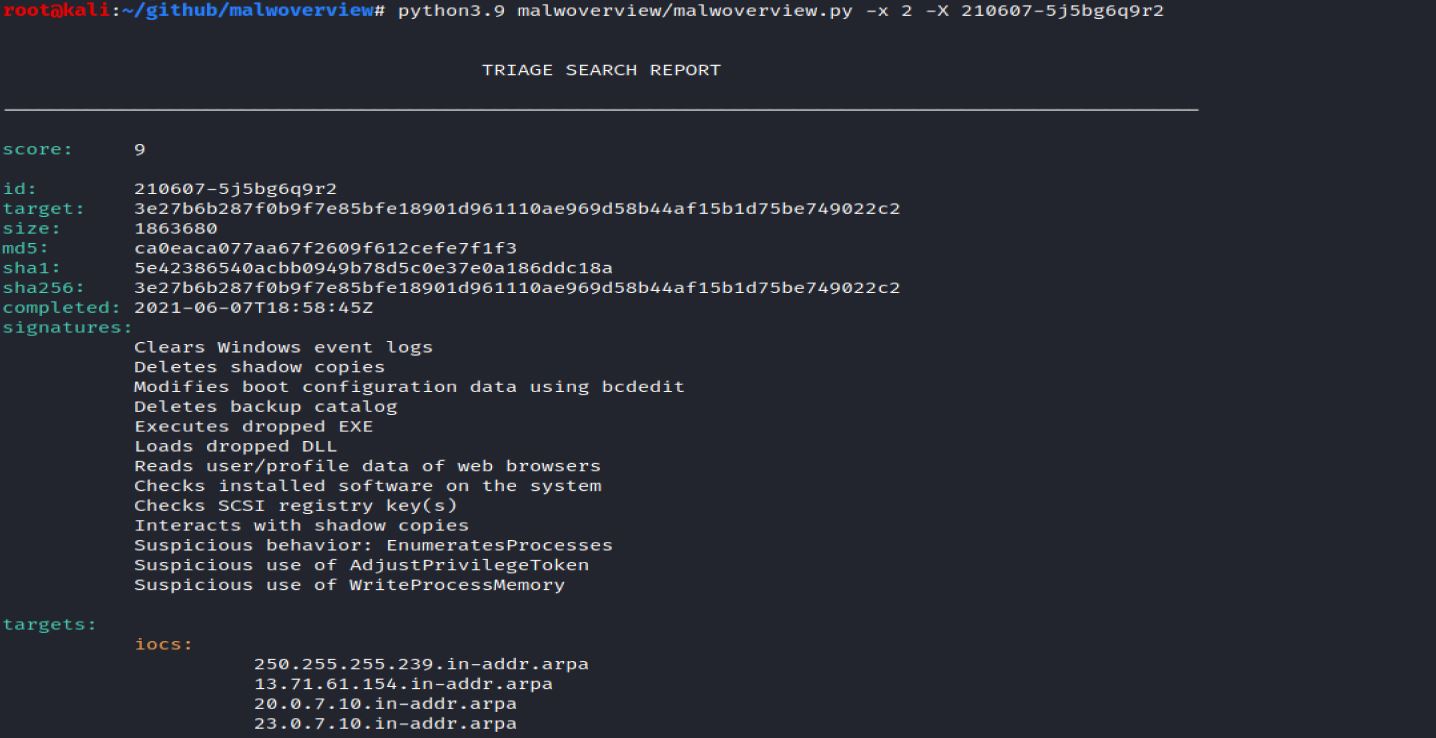 root@kali:~/github/malwoverview# python3.9 malwoverview/malwoverview.py -x 2 -X 210607-5j5bg6q9r2
TRIAGE SEARCH REPORT
score: 9
id: 210607-5j5bg6q9r2
target: 3e27b6b287f0b9f7e85bfe18901d961110ae969d58b44af15b1d75be749022c2
size: 1863680
md5: ca0eaca077aa67f2609f612cefe7f1f3
sha1: 5e42386540acbb0949b78d5c0e37e0a186ddc18a
sha256: 3e27b6b287f0b9f7e85bfe18901d961110ae969d58b44af15b1d75be749022c2
completed: 2021-06-07T18:58:45Z
signatures:
Clears Windows event logs
Deletes shadow copies
Modifies boot configuration data using bcdedit
Deletes backup catalog
Executes dropped EXE
Loads dropped DLL
Reads user/profile data of web browsers
Checks installed software on the system
Checks SCSI registry key(s)
Interacts with shadow copies
Suspicious behavior: EnumeratesProcesses
Suspicious use of AdjustPrivilegeToken
Suspicious use of WriteProcessMemory
targets:
iocs:
250.255.255.239.in-addr.arpa
13.71.61.154.in-addr.arpa
20.0.7.10.in-addr.arpa
23.0.7.10.in-addr.arpa